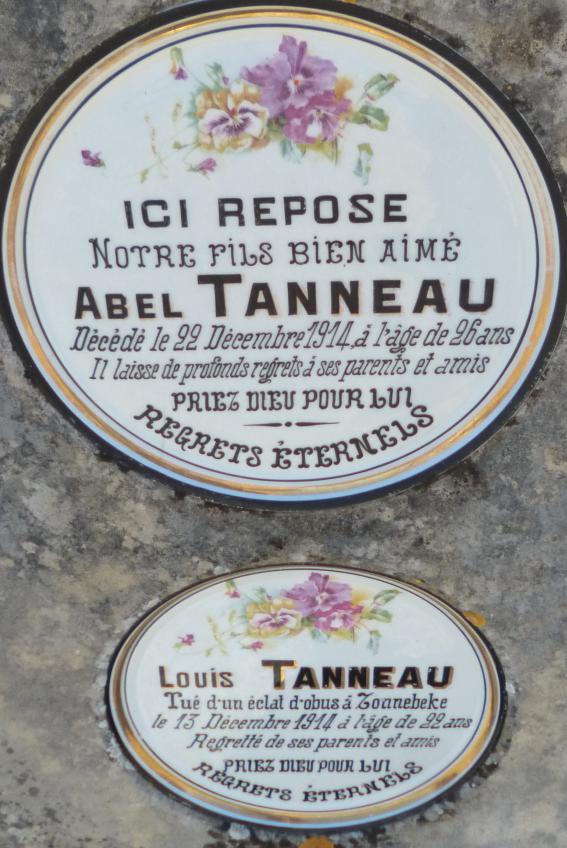 ICI REPOSE
NOTRE FILS BIEN AIMÉ
ABEL TANNEAU
Décédé le 22 Décembre 1914, à l'âge de 26 ans
Il laisse de profonds regrets à ses parents et amis
PRIEZ DIEU POUR LUI
REGRETS ÉTERNELS
LOUIS TANNEAU
Tué d'un éclat d'obus à Zonnebeke
le 13 Décembre 1914 à l'âge de 22 ans
Regretté de ses parents et amis
PRIEZ DIEU POUR LUI
REGRETS ÉTERNELS